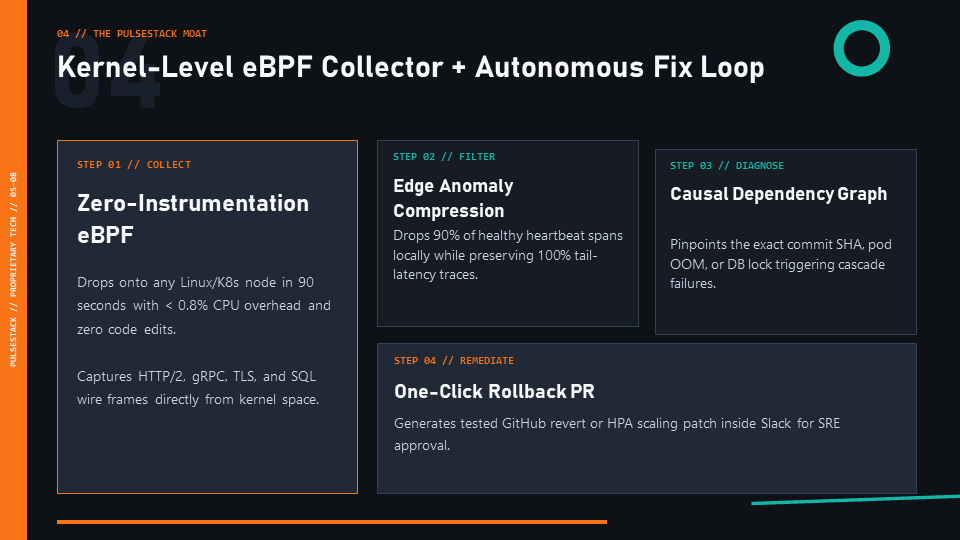 04 // THE PULSESTACK MOAT
04
Kernel-Level eBPF Collector + Autonomous Fix Loop
PULSESTACK // PROPRIETARY TECH // 05-08
STEP 01 // COLLECT
Zero-Instrumentation
eBPF
Drops onto any Linux/K8s node in 90
seconds with < 0.8% CPU overhead and
zero code edits.
Captures HTTP/2, gRPC, TLS, and SQL
wire frames directly from kernel space.
STEP 02 // FILTER
Edge Anomaly
Compression
Drops 90% of healthy heartbeat spans
locally while preserving 100% tail-
latency traces.
STEP 03 // DIAGNOSE
Causal Dependency Graph
Pinpoints the exact commit SHA, pod
OOM, or DB lock triggering cascade
failures.
STEP 04 // REMEDIATE
One-Click Rollback PR
Generates tested GitHub revert or HPA scaling patch inside Slack for SRE
approval.